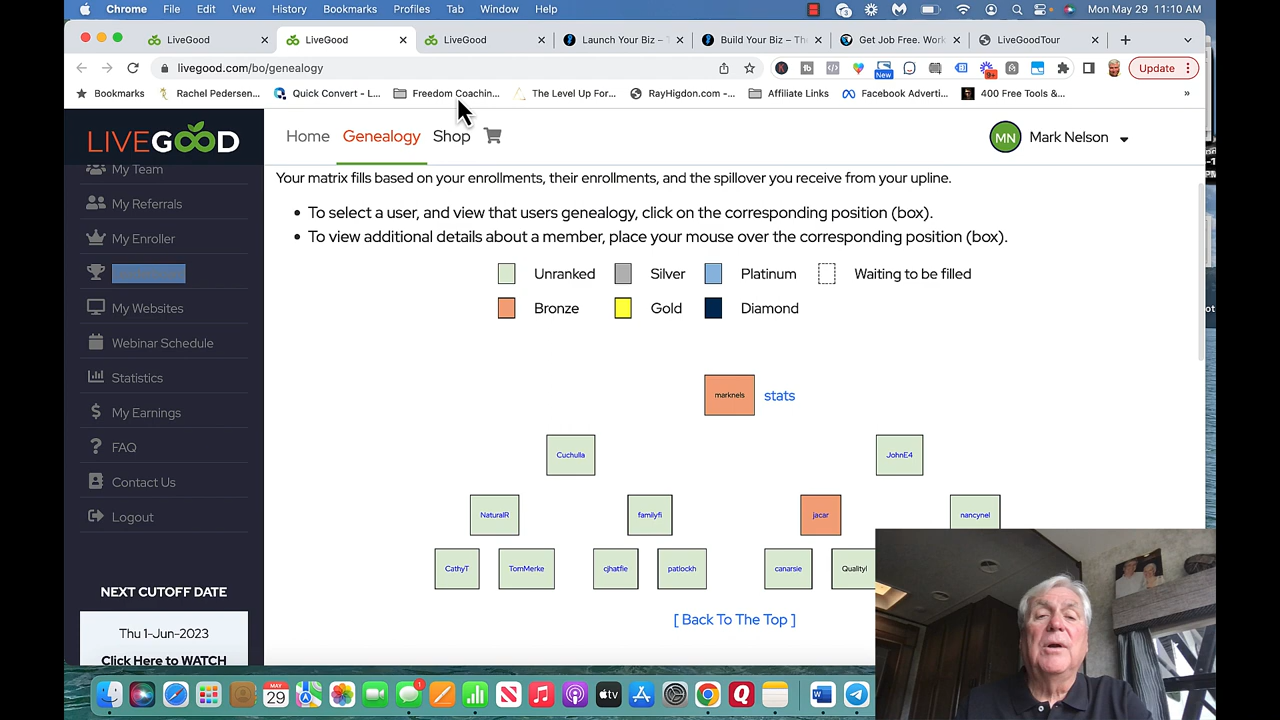 Chrome File Edit View History Bookmarks Profiles Tab Window Help Mon May 29 11:10 AM
LiveGood LiveGood LiveGood Launch Your Biz – Build Your Biz – The Get Job Free. Work LiveGoodTour
livegood.com/bo/genealogy New 9+ Update
Bookmarks Rachel Pedersen... Quick Convert - L... Freedom Coachin... The Level Up For... RayHigdon.com -... Affiliate Links Facebook Adverti... 400 Free Tools &... »
LIVEGOOD Home Genealogy Shop MN Mark Nelson
My Team
My Referrals
My Enroller
My Websites
Webinar Schedule
Statistics
My Earnings
FAQ
Contact Us
Logout
NEXT CUTOFF DATE
Thu 1-Jun-2023
Click Here to WATCH
Your matrix fills based on your enrollments, their enrollments, and the spillover you receive from your upline.
• To select a user, and view that users genealogy, click on the corresponding position (box).
• To view additional details about a member, place your mouse over the corresponding position (box).
Unranked Silver Platinum Waiting to be filled
Bronze Gold Diamond
marknels stats
Cuchulla JohnE4
NaturalR familyfi jacar nancynel
CathyT TomMerke cjhatfie patlockh canarsie Qualityl
[ Back To The Top ]
MAY
29 1